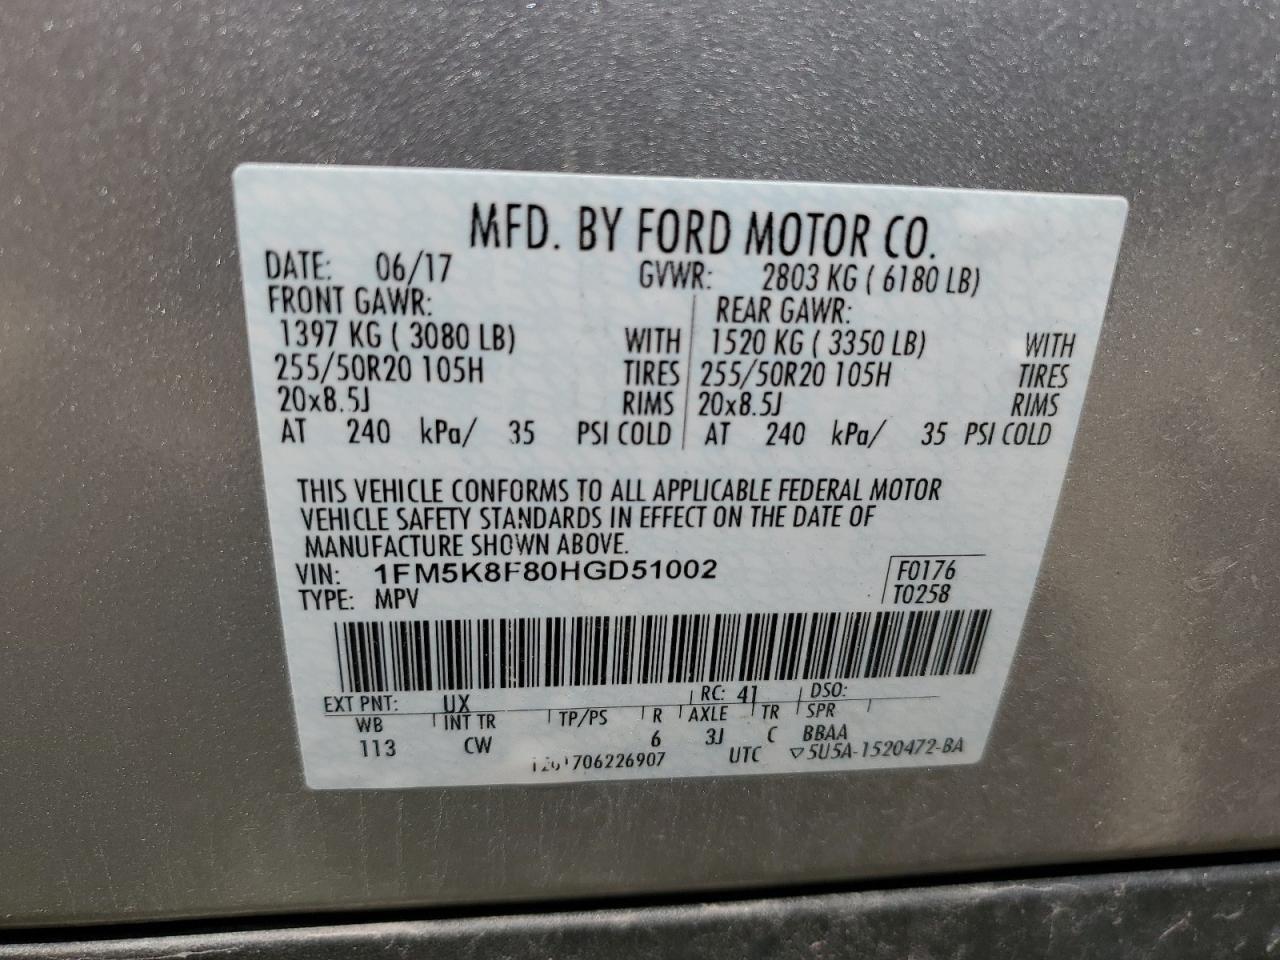 MFD. BY FORD MOTOR CO.
DATE: 06/17 GVWR: 2803 KG ( 6180 LB)
FRONT GAWR: REAR GAWR:
1397 KG ( 3080 LB) WITH 1520 KG ( 3350 LB) WITH
255/50R20 105H TIRES 255/50R20 105H TIRES
20x8.5J RIMS 20x8.5J RIMS
AT 240 kPa/ 35 PSI COLD AT 240 kPa/ 35 PSI COLD
THIS VEHICLE CONFORMS TO ALL APPLICABLE FEDERAL MOTOR
VEHICLE SAFETY STANDARDS IN EFFECT ON THE DATE OF
MANUFACTURE SHOWN ABOVE.
VIN: 1FM5K8F80HGD51002 F0176
TYPE: MPV T0258
EXT PNT: UX RC: 41 DSO:
WB INT TR TP/PS R AXLE TR SPR
113 CW 6 3J C BBAA
UTC ▽5U5A-1520472-BA